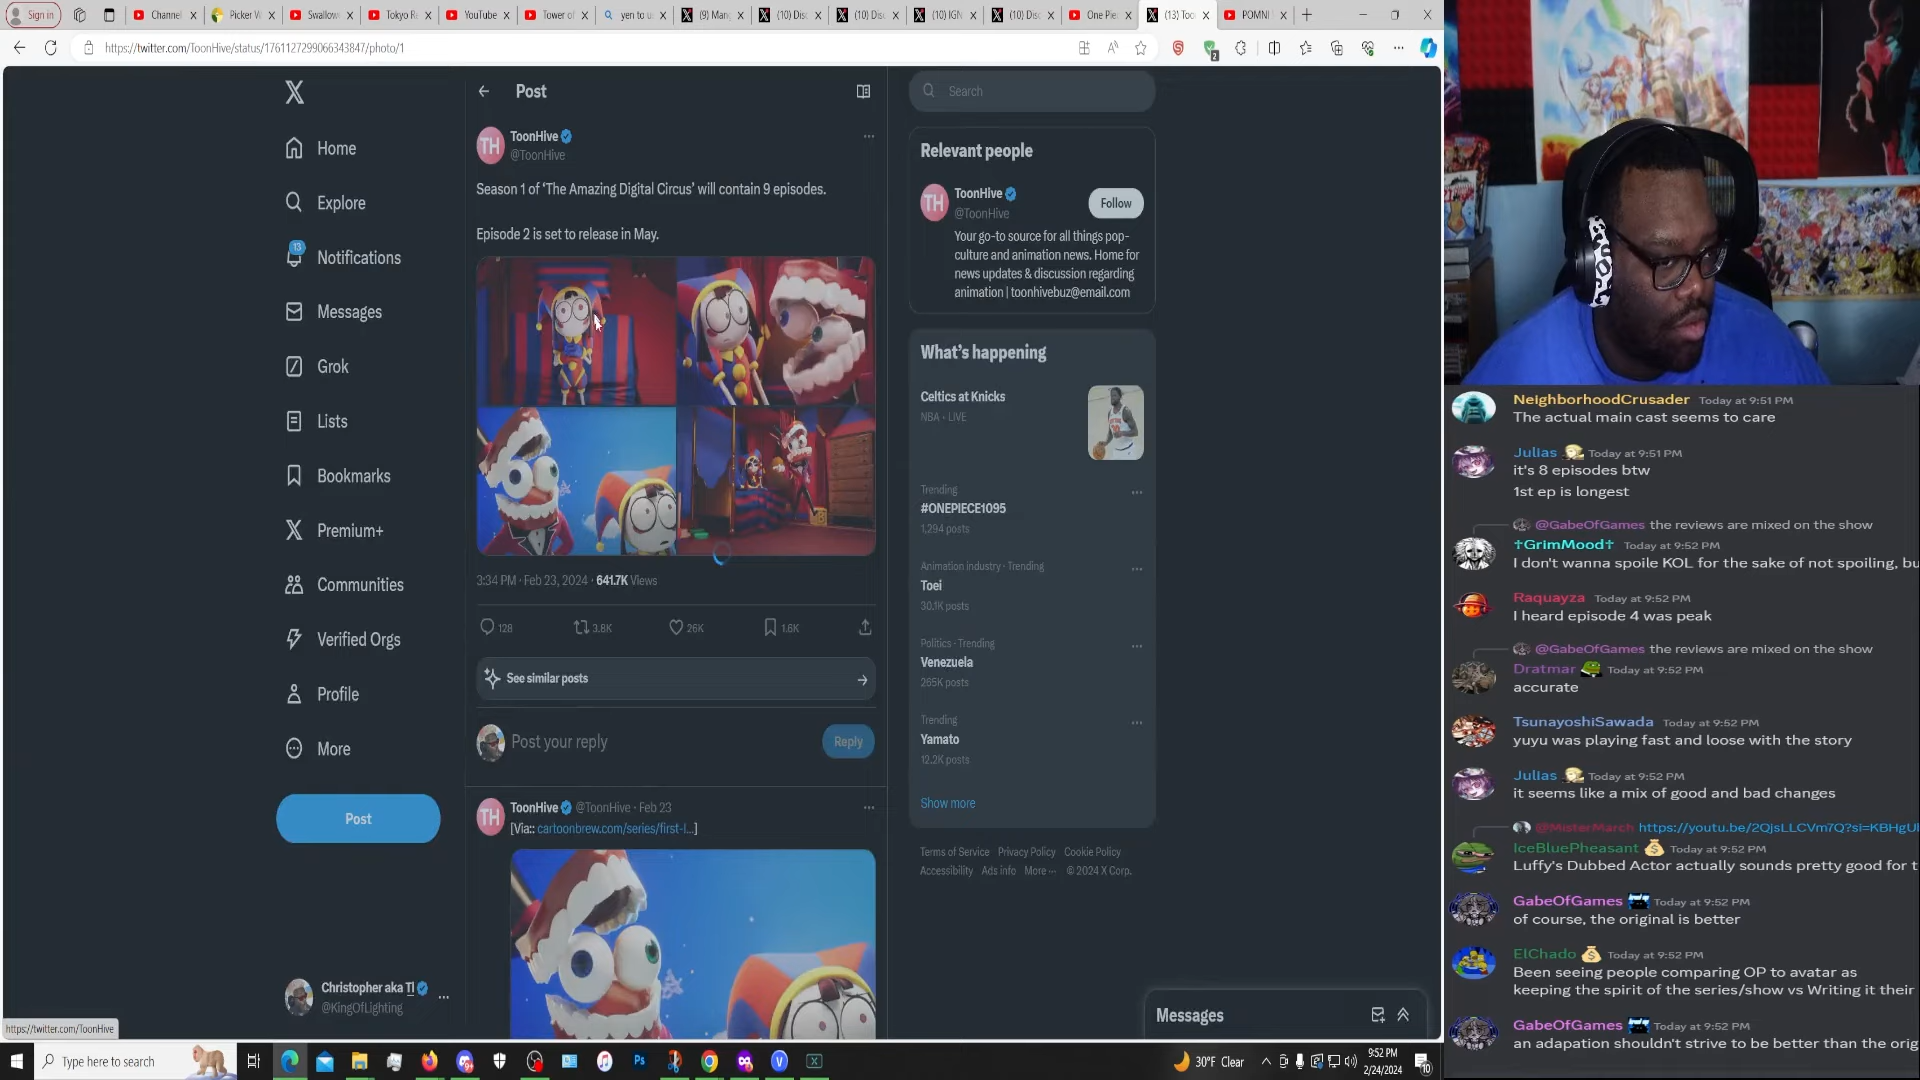 Sign in
Channel
Picker W
Swallow
Tokyo R
YouTube
Tower of
yen to u
(9) Man
(10) Disc
(10) Disc
(10) IGN
(10) Disc
One Pie
(13) Too
POMNI
https://twitter.com/ToonHive/status/1761127299066343847/photo/1
2
Home
Explore
13
Notifications
Messages
Grok
Lists
Bookmarks
Premium+
Communities
Verified Orgs
Profile
More
Post
Christopher aka TI
@KingOfLighting
https://twitter.com/ToonHive
Post
TH
ToonHive
@ToonHive
Season 1 of ‘The Amazing Digital Circus’ will contain 9 episodes.
Episode 2 is set to release in May.
3:34 PM · Feb 23, 2024 · 641.7K Views
128
3.8K
26K
1.6K
See similar posts
Post your reply
Reply
TH
ToonHive @ToonHive · Feb 23
[Via:: cartoonbrew.com/series/first-l…]
Search
Relevant people
TH
ToonHive
@ToonHive
Follow
Your go-to source for all things pop-
culture and animation news. Home for
news updates & discussion regarding
animation | toonhivebuz@email.com
What’s happening
Celtics at Knicks
NBA · LIVE
Trending
#ONEPIECE1095
1,294 posts
Animation industry · Trending
Toei
30.1K posts
Politics · Trending
Venezuela
265K posts
Trending
Yamato
12.2K posts
Show more
Terms of Service Privacy Policy Cookie Policy
Accessibility Ads info More ··· © 2024 X Corp.
Messages
NeighborhoodCrusader Today at 9:51 PM
The actual main cast seems to care
Julias Today at 9:51 PM
it's 8 episodes btw
1st ep is longest
@GabeOfGames the reviews are mixed on the show
†GrimMood† Today at 9:52 PM
I don't wanna spoile KOL for the sake of not spoiling, bu
Raquayza Today at 9:52 PM
I heard episode 4 was peak
@GabeOfGames the reviews are mixed on the show
Dratmar Today at 9:52 PM
accurate
TsunayoshiSawada Today at 9:52 PM
yuyu was playing fast and loose with the story
Julias Today at 9:52 PM
it seems like a mix of good and bad changes
@MisterMarch https://youtu.be/2QjsLLCVm7Q?si=KBHgUI
IceBluePheasant Today at 9:52 PM
Luffy's Dubbed Actor actually sounds pretty good for t
GabeOfGames Today at 9:52 PM
of course, the original is better
ElChado Today at 9:52 PM
Been seeing people comparing OP to avatar as
keeping the spirit of the series/show vs Writing it their
GabeOfGames Today at 9:52 PM
an adapation shouldn't strive to be better than the orig
Type here to search
30°F Clear
9:52 PM
2/24/2024
10